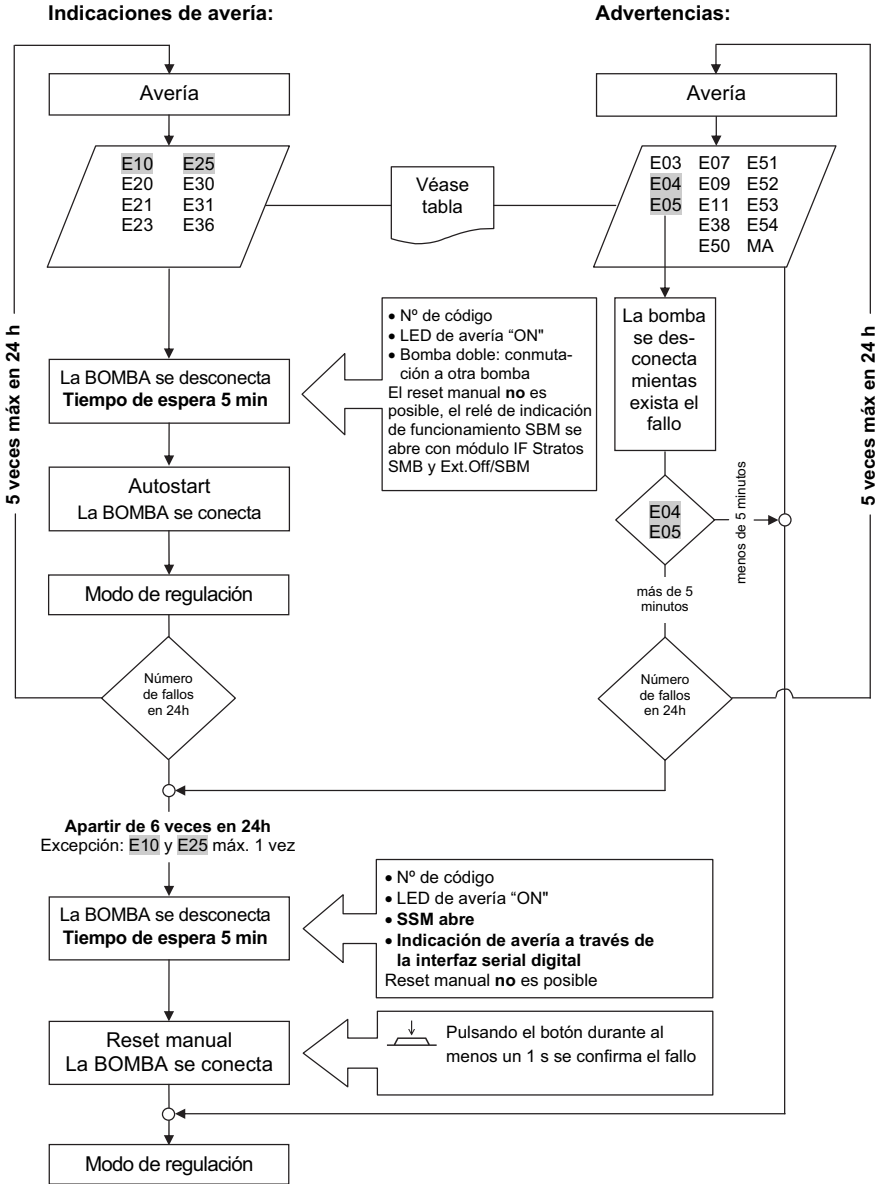 Indicaciones de avería:
Advertencias:
Avería
E10 E25
E20 E30
E21 E31
E23 E36
5 veces máx en 24 h
Véase
tabla
Avería
E03 E07 E51
E04 E09 E52
E05 E11 E53
E38 E54
E50 MA
5 veces máx en 24 h
La BOMBA se desconecta
Tiempo de espera 5 min
• Nº de código
• LED de avería “ON"
• Bomba doble: conmuta-
ción a otra bomba
El reset manual no es
posible, el relé de indicación
de funcionamiento SBM se
abre con módulo IF Stratos
SMB y Ext.Off/SBM
La bomba
se des-
conecta
mientas
exista el
fallo
Autostart
La BOMBA se conecta
E04
E05
menos de 5 minutos
más de 5
minutos
Modo de regulación
Número
de fallos
en 24h
Número
de fallos
en 24h
Apartir de 6 veces en 24h
Excepción: E10 y E25 máx. 1 vez
La BOMBA se desconecta
Tiempo de espera 5 min
• Nº de código
• LED de avería “ON"
• SSM abre
• Indicación de avería a través de
la interfaz serial digital
Reset manual no es posible
Reset manual
La BOMBA se conecta
Pulsando el botón durante al
menos un 1 s se confirma el fallo
Modo de regulación